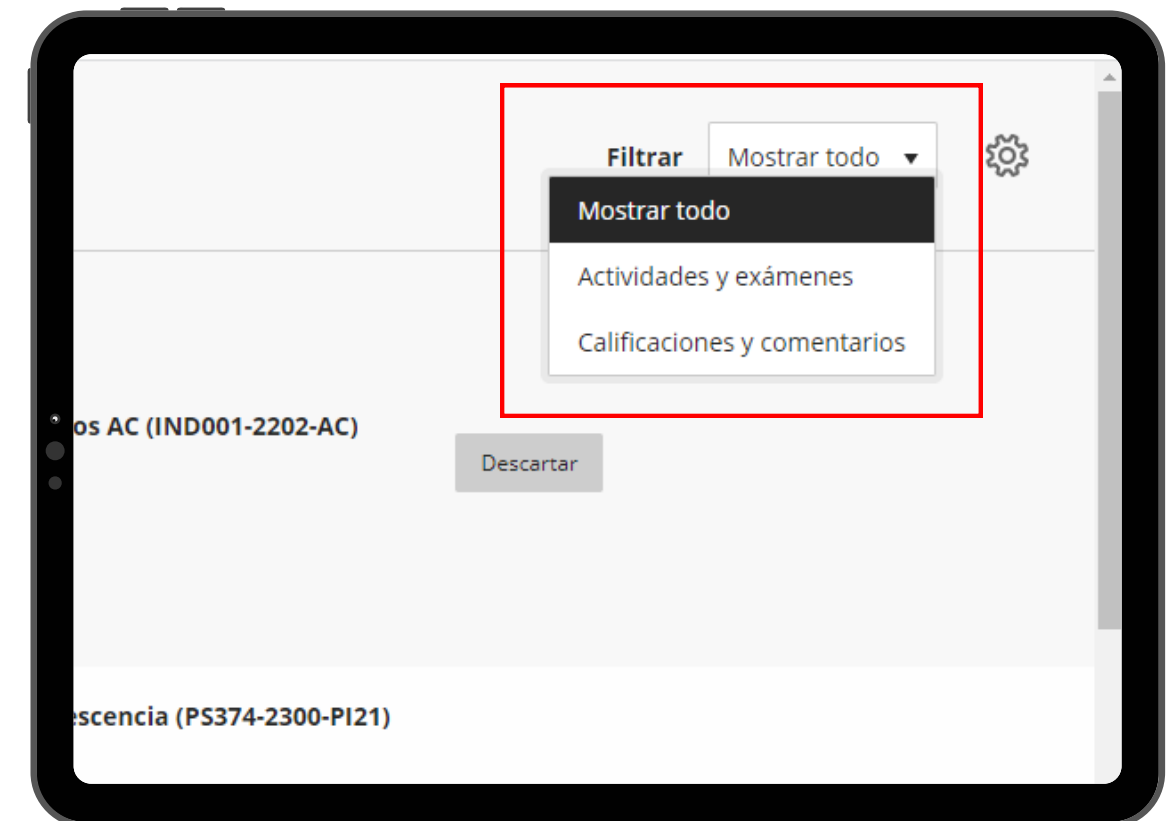 Filtrar Mostrar todo
Mostrar todo
Actividades y exámenes
Calificaciones y comentarios
os AC (IND001-2202-AC)
Descartar
escencia (PS374-2300-PI21)